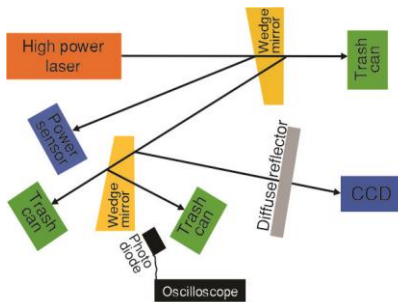 High power
laser
Wedge
mirror
Trash
can
Power
sensor
Trash
can
Wedge
mirror
Trash
can
Photo
diode
Oscilloscope
Diffuse reflector
CCD